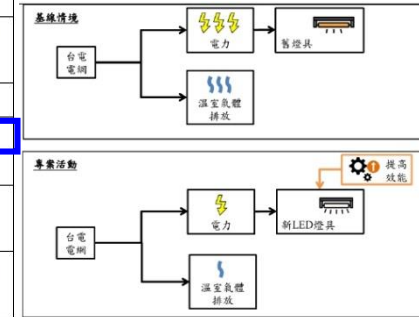 基線情境
台電
電網
電力
舊燈具
溫室氣體
排放
專案活動
提高
效能
台電
電網
電力
新LED燈具
溫室氣體
排放